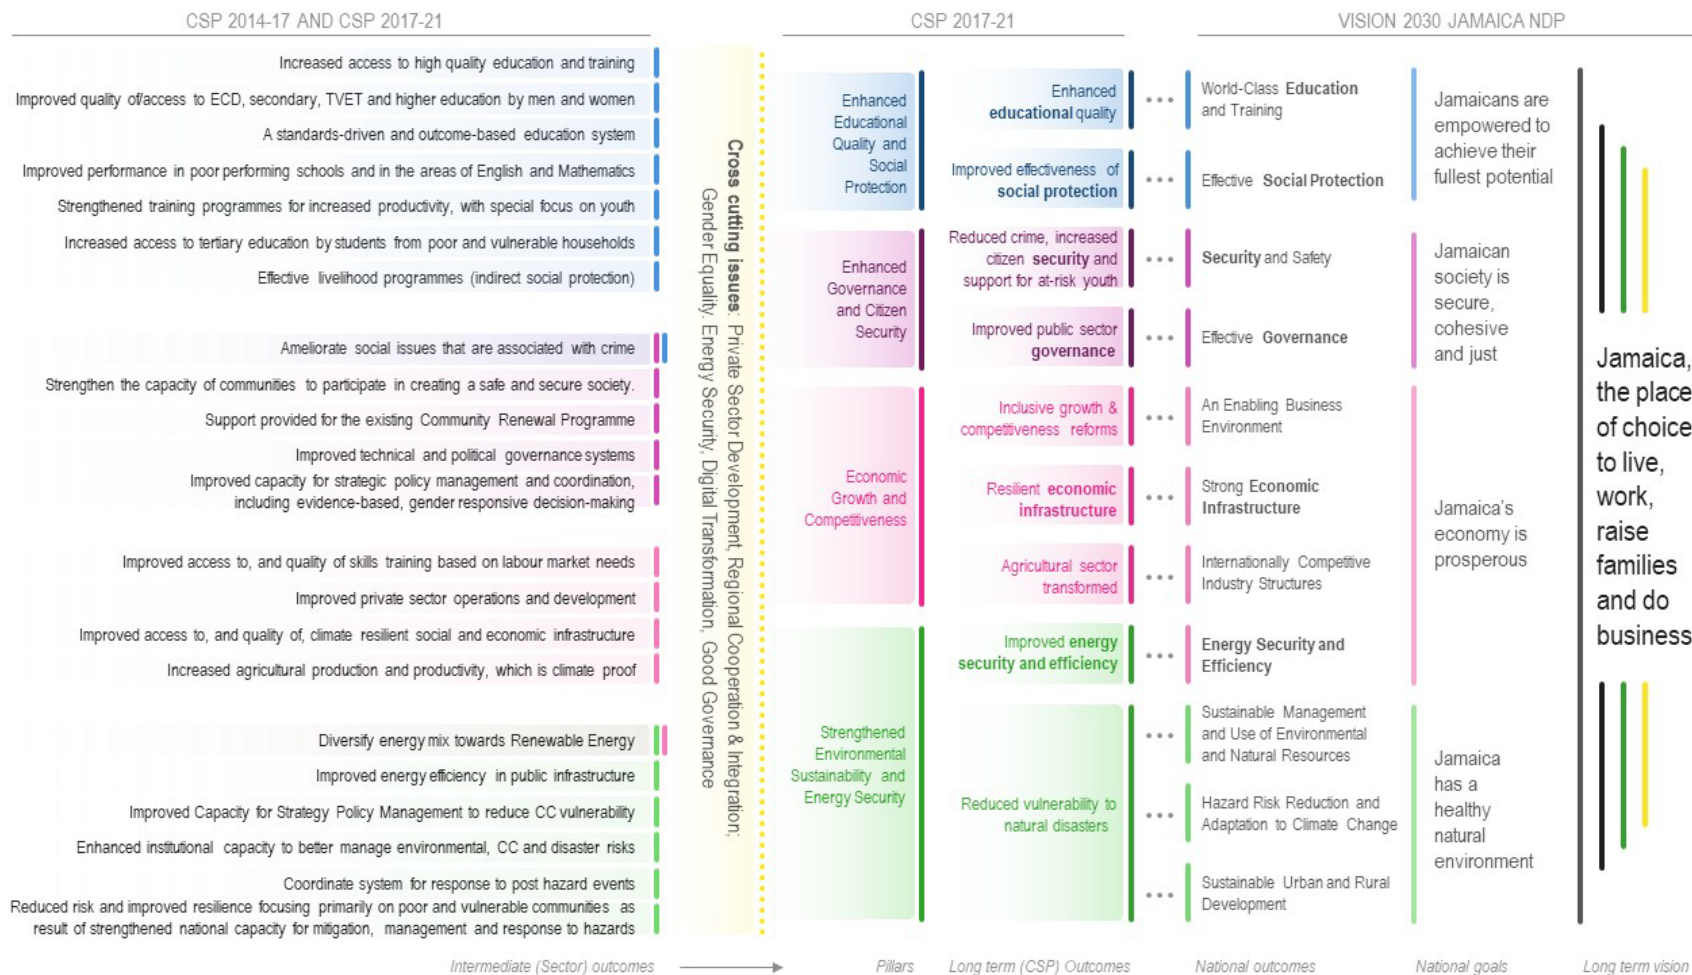 CSP 2014-17 AND CSP 2017-21
Increased access to high quality education and training
Improved quality of/access to ECD, secondary, TVET and higher education by men and women
A standards-driven and outcome-based education system
Improved performance in poor performing schools and in the areas of English and Mathematics
Strengthened training programmes for increased productivity, with special focus on youth
Increased access to tertiary education by students from poor and vulnerable households
Effective livelihood programmes (indirect social protection)
Ameliorate social issues that are associated with crime
Strengthen the capacity of communities to participate in creating a safe and secure society.
Support provided for the existing Community Renewal Programme
Improved technical and political governance systems
Improved capacity for strategic policy management and coordination,
including evidence-based, gender responsive decision-making
Improved access to, and quality of skills training based on labour market needs
Improved private sector operations and development
Improved access to, and quality of, climate resilient social and economic infrastructure
Increased agricultural production and productivity, which is climate proof
Diversify energy mix towards Renewable Energy
Improved energy efficiency in public infrastructure
Improved Capacity for Strategy Policy Management to reduce CC vulnerability
Enhanced institutional capacity to better manage environmental, CC and disaster risks
Coordinate system for response to post hazard events
Reduced risk and improved resilience focusing primarily on poor and vulnerable communities as
result of strengthened national capacity for mitigation, management and response to hazards
Intermediate (Sector) outcomes
Cross cutting issues: Private Sector Development, Regional Cooperation & Integration;
Gender Equality. Energy Security, Digital Transformation, Good Governance
CSP 2017-21
Enhanced
Educational
Quality and
Social
Protection
Enhanced
Governance
and Citizen
Security
Economic
Growth and
Competitiveness
Strengthened
Environmental
Sustainability and
Energy Security
Pillars
Enhanced
educational quality
Improved effectiveness of
social protection
Reduced crime, increased
citizen security and
support for at-risk youth
Improved public sector
governance
Inclusive growth &
competitiveness reforms
Resilient economic
infrastructure
Agricultural sector
transformed
Improved energy
security and efficiency
Reduced vulnerability to
natural disasters
Long term (CSP) Outcomes
VISION 2030 JAMAICA NDP
World-Class Education
and Training
Effective Social Protection
Security and Safety
Effective Governance
An Enabling Business
Environment
Strong Economic
Infrastructure
Internationally Competitive
Industry Structures
Energy Security and
Efficiency
Sustainable Management
and Use of Environmental
and Natural Resources
Hazard Risk Reduction and
Adaptation to Climate Change
Sustainable Urban and Rural
Development
National outcomes
Jamaicans are
empowered to
achieve their
fullest potential
Jamaican
society is
secure,
cohesive
and just
Jamaica's
economy is
prosperous
Jamaica
has a
healthy
natural
environment
National goals
Jamaica,
the place
of choice
to live,
work,
raise
families
and do
business
Long term vision